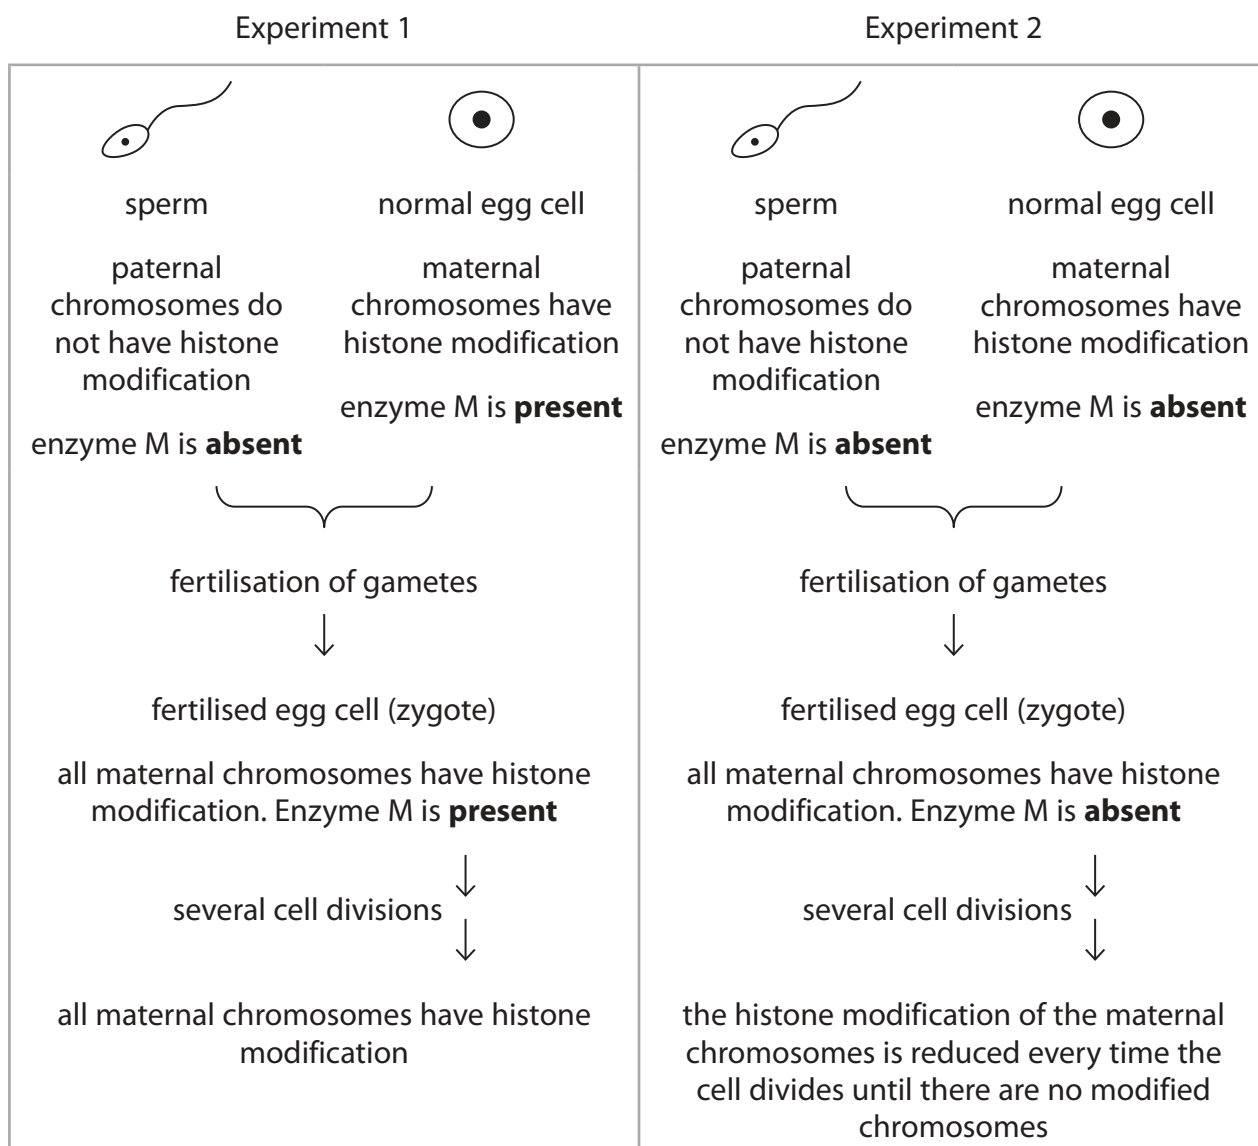 Experiment 1
sperm
normal egg cell
paternal
chromosomes do
not have histone
modification
enzyme M is absent
maternal
chromosomes have
histone modification
enzyme M is present
fertilisation of gametes
fertilised egg cell (zygote)
all maternal chromosomes have histone
modification. Enzyme M is present
several cell divisions
all maternal chromosomes have histone
modification
Experiment 2
sperm
normal egg cell
paternal
chromosomes do
not have histone
modification
enzyme M is absent
maternal
chromosomes have
histone modification
enzyme M is absent
fertilisation of gametes
fertilised egg cell (zygote)
all maternal chromosomes have histone
modification. Enzyme M is absent
several cell divisions
the histone modification of the maternal
chromosomes is reduced every time the
cell divides until there are no modified
chromosomes